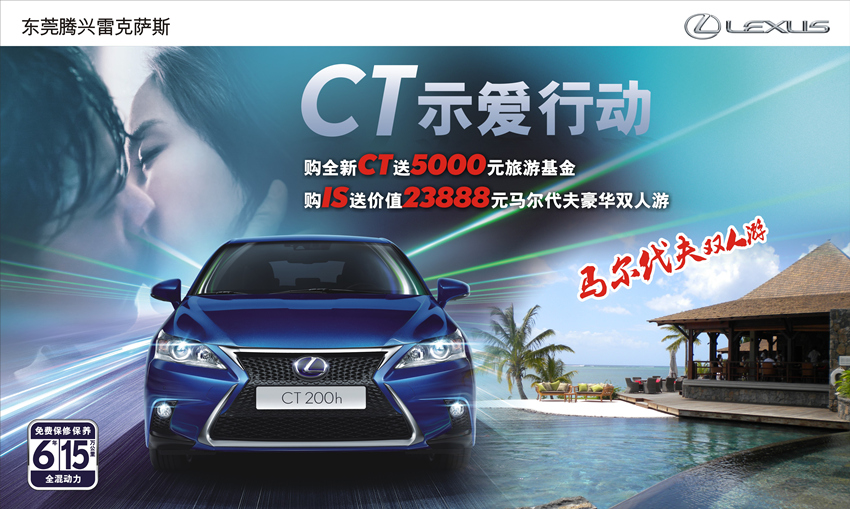 东莞腾兴雷克萨斯
LEXUS
CT示爱行动
购全新CT送5000元旅游基金
购IS送价值23888元马尔代夫豪华双人游
马尔代夫双人游
CT 200h
免费保修保养
6年15万公里
全混动力